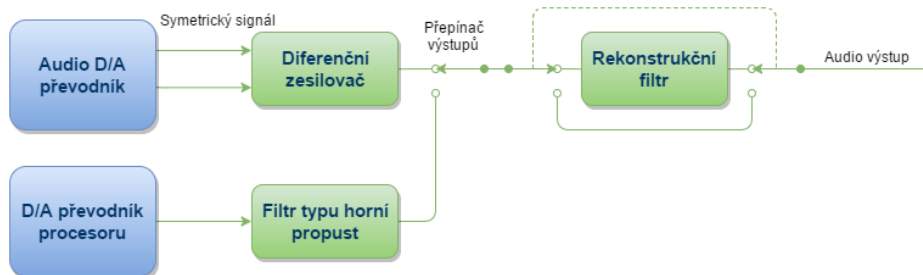 Symetrický signál
Audio D/A
převodník
Diferenční
zesilovač
Přepínač
výstupů
Rekonstrukční
filtr
Audio výstup
D/A převodník
procesoru
Filtr typu horní
propust